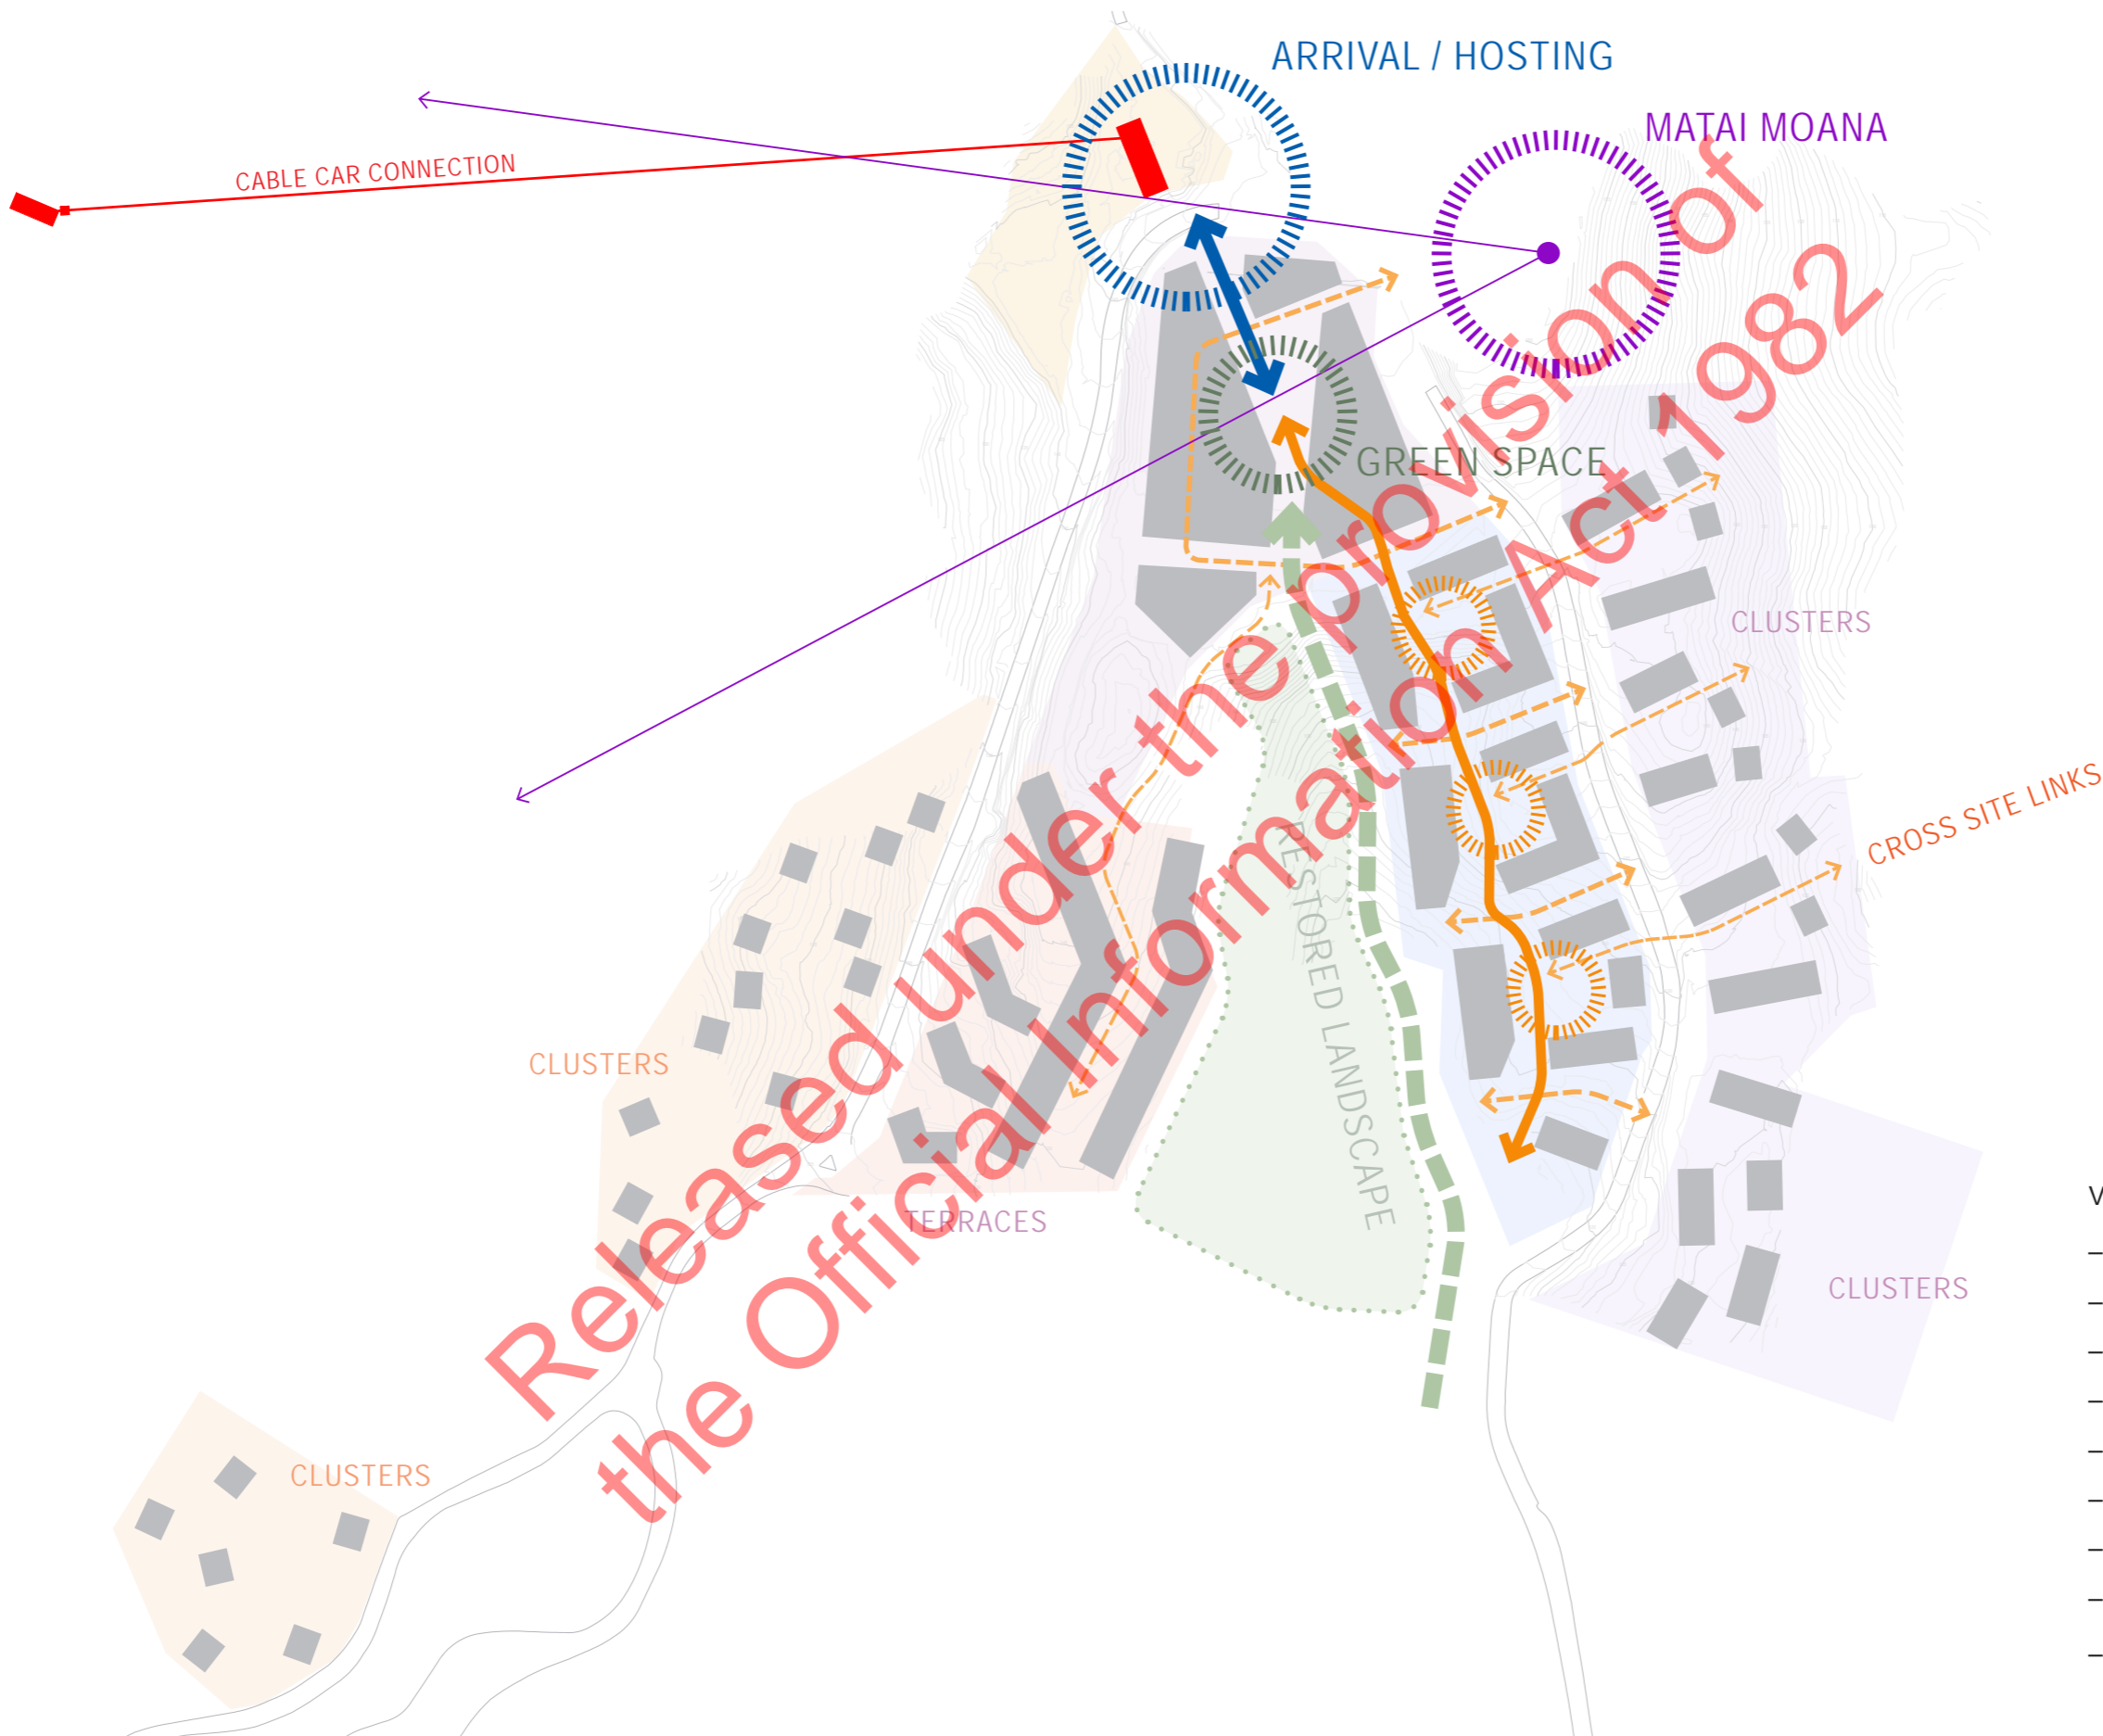 ARRIVAL / HOSTING
MATAI MOANA
CABLE CAR CONNECTION
GREEN SPACE
CLUSTERS
CROSS SITE LINKS
RESTORED LANDSCAPE
CLUSTERS
TERRACES
CLUSTERS
CLUSTERS
Released under the provision of
the Official Information Act 1982